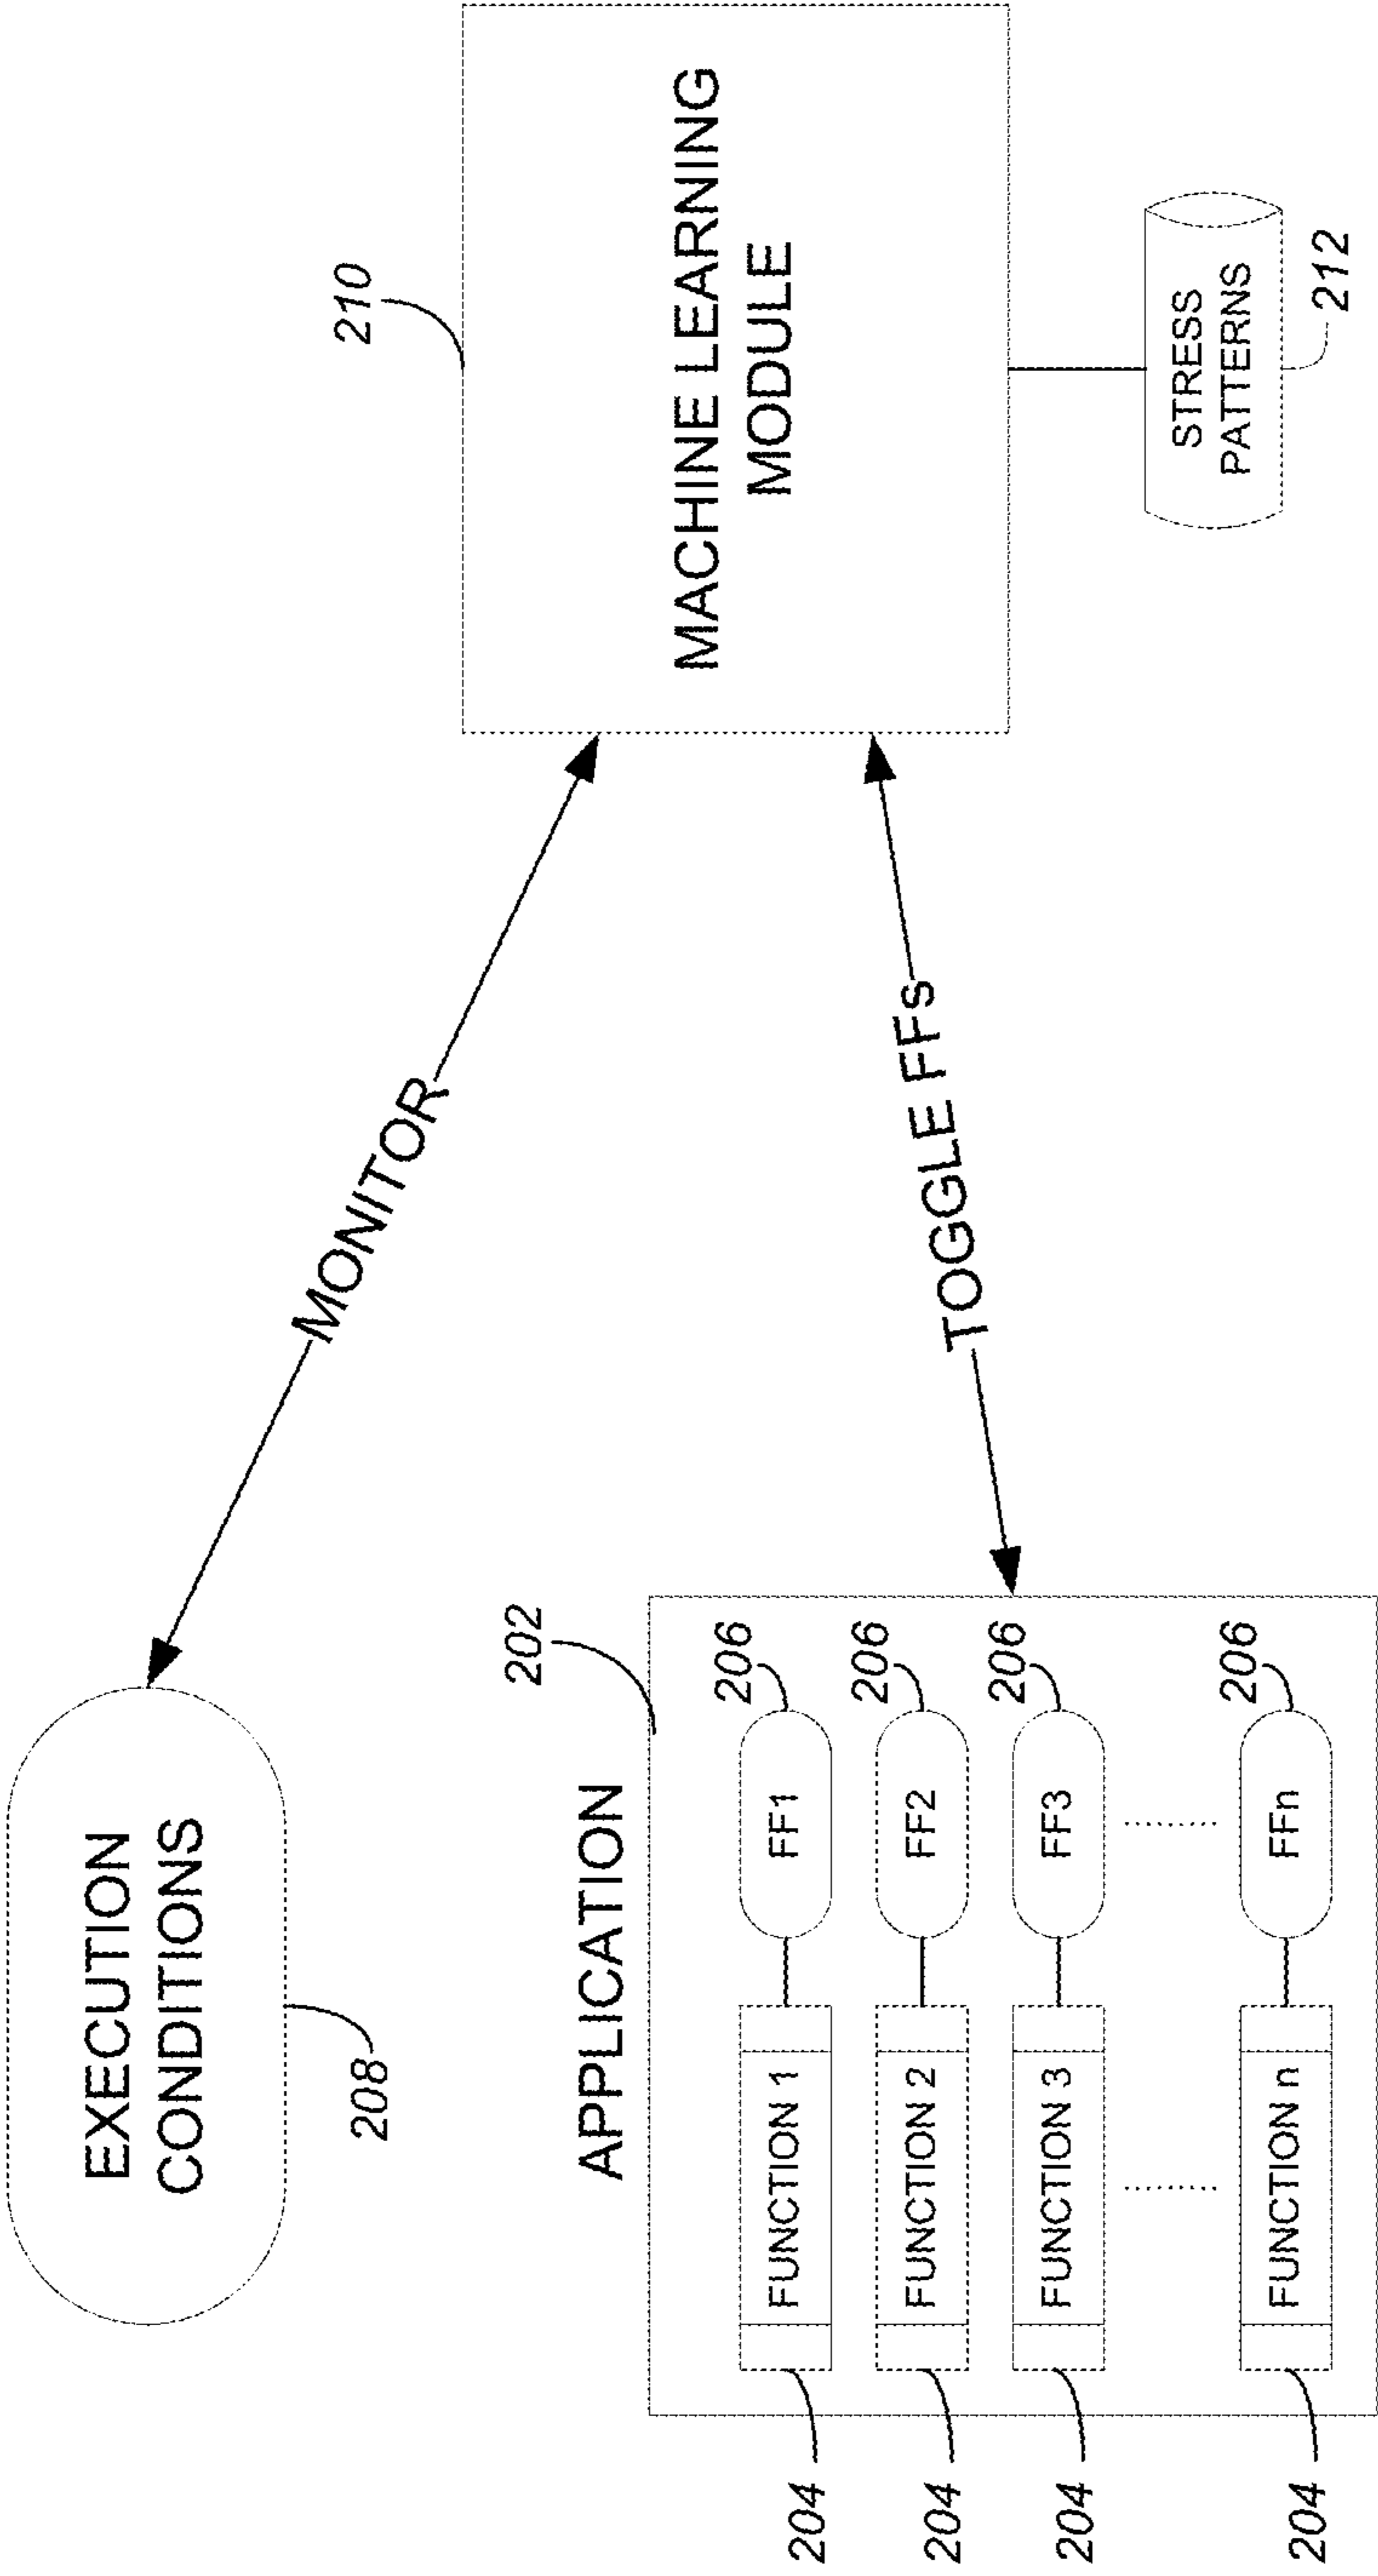 EXECUTION
CONDITIONS
208
MONITOR
210
MACHINE LEARNING
MODULE
TOGGLE FFs
STRESS
PATTERNS
212
APPLICATION
202
204
FUNCTION 1
FF1
206
204
FUNCTION 2
FF2
206
204
FUNCTION 3
FF3
206
204
FUNCTION n
FFn
206